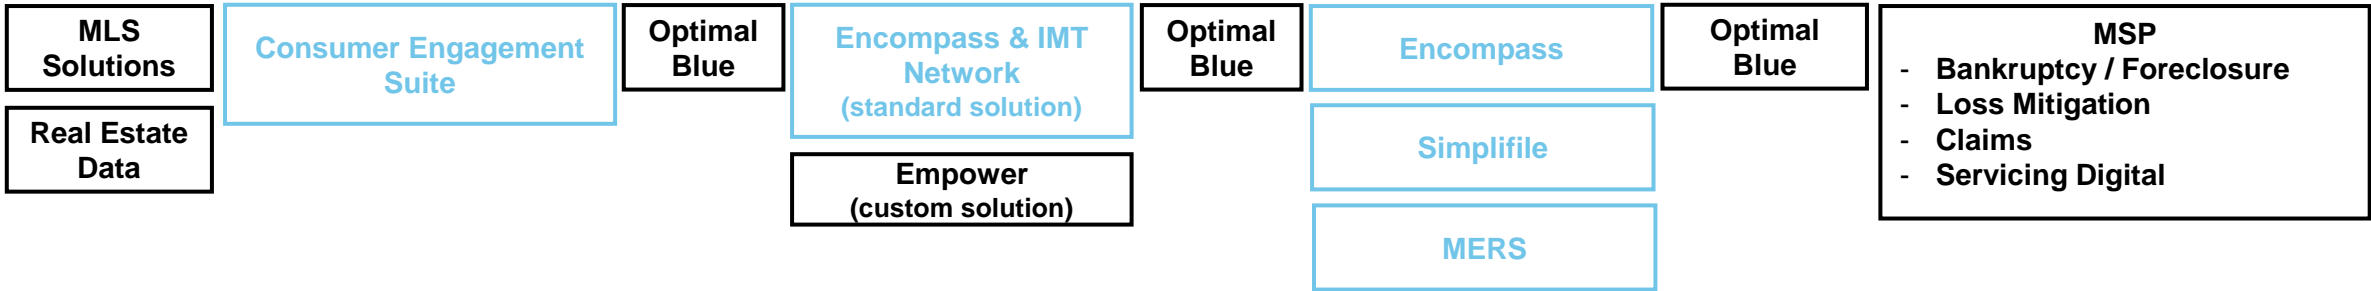 MLS
Solutions
Real Estate
Data
Consumer Engagement
Suite
Optimal
Blue
Encompass & IMT
Network
(standard solution)
Empower
(custom solution)
Optimal
Blue
Encompass
Simplifile
MERS
Optimal
Blue
MSP
- Bankruptcy / Foreclosure
- Loss Mitigation
- Claims
- Servicing Digital